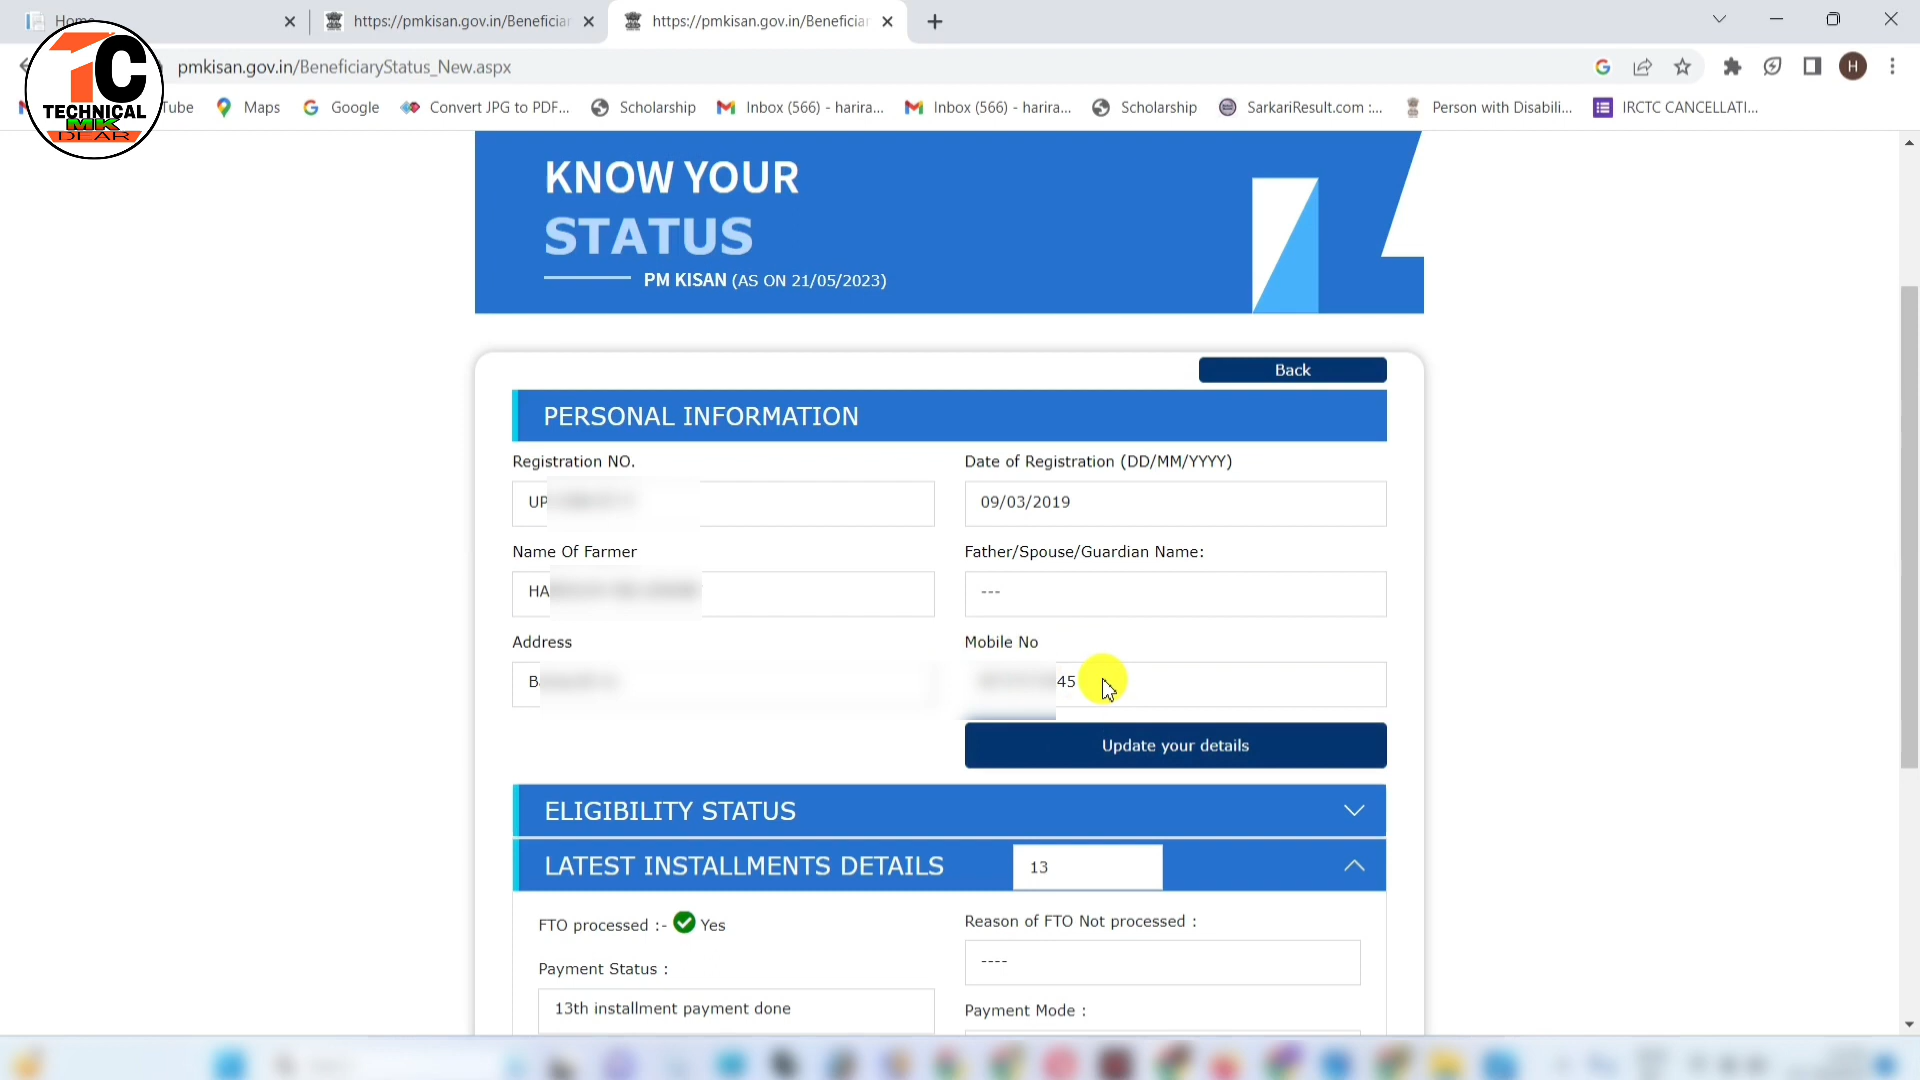 Home
https://pmkisan.gov.in/Beneficiar
https://pmkisan.gov.in/Beneficiar
pmkisan.gov.in/BeneficiaryStatus_New.aspx
H
TC
TECHNICAL
MK
DEAR
Tube
Maps
Google
Convert JPG to PDF...
Scholarship
Inbox (566) - harira...
Inbox (566) - harira...
Scholarship
SarkariResult.com :...
Person with Disabili...
IRCTC CANCELLATI...
KNOW YOUR
STATUS
PM KISAN (AS ON 21/05/2023)
Back
PERSONAL INFORMATION
Registration NO.
Date of Registration (DD/MM/YYYY)
UP
09/03/2019
Name Of Farmer
Father/Spouse/Guardian Name:
HA
---
Address
Mobile No
B
45
Update your details
ELIGIBILITY STATUS
LATEST INSTALLMENTS DETAILS
13
FTO processed :- Yes
Reason of FTO Not processed :
----
Payment Status :
13th installment payment done
Payment Mode :